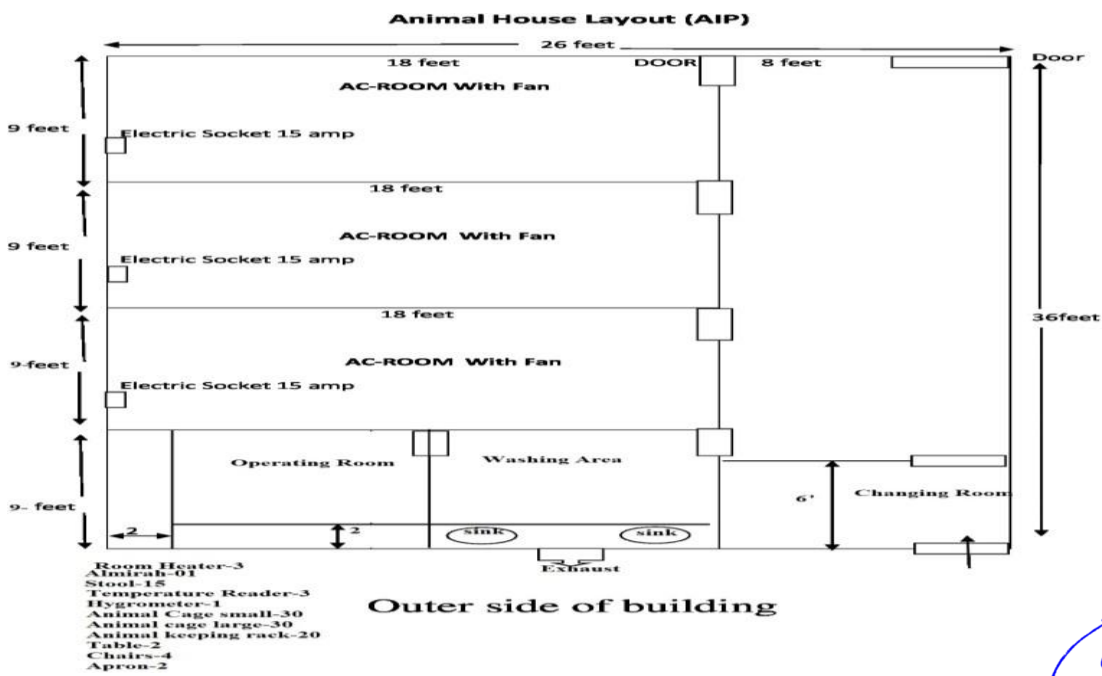 Animal House Layout (AIP)
26 feet
18 feet
DOOR
8 feet
Door
AC-ROOM With Fan
9 feet
Electric Socket 15 amp
18 feet
AC-ROOM With Fan
9 feet
Electric Socket 15 amp
18 feet
36feet
AC-ROOM With Fan
9-feet
Electric Socket 15 amp
Operating Room
Washing Area
Changing Room
6'
9- feet
2
2
sink
sink
Exhaust
Room Heater-3
Almirah-01
Stool-15
Temperature Reader-3
Hygrometer-1
Animal Cage small-30
Animal cage large-30
Animal keeping rack-20
Table-2
Chairs-4
Apron-2
Outer side of building